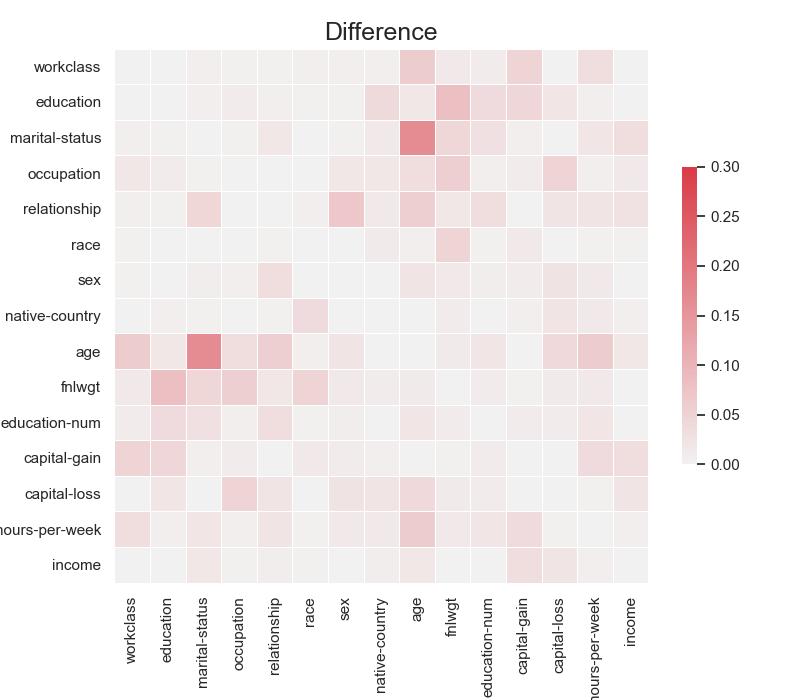 Difference
workclass
education
marital-status
occupation
relationship
race
sex
native-country
age
fnlwgt
education-num
capital-gain
capital-loss
hours-per-week
income
0.30
0.25
0.20
0.15
0.10
0.05
0.00
workclass
education
marital-status
occupation
relationship
race
sex
native-country
age
fnlwgt
education-num
capital-gain
capital-loss
hours-per-week
income